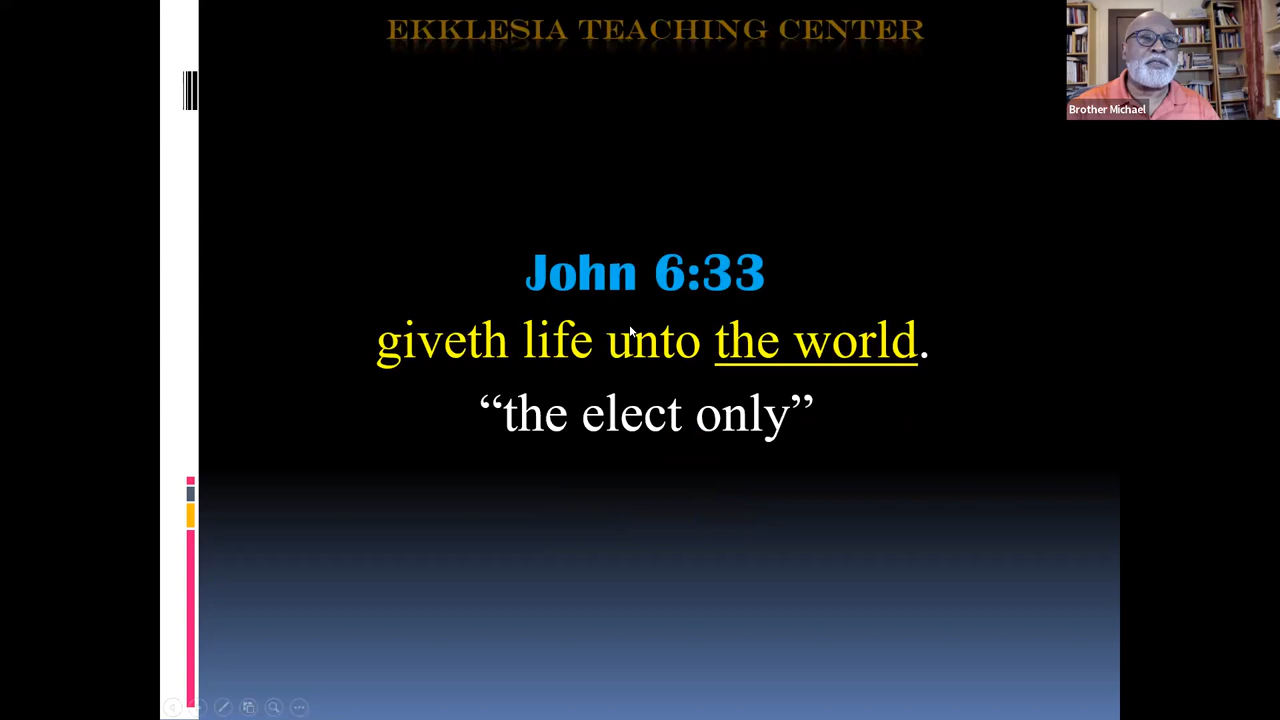 EKKLESIA TEACHING CENTER
Brother Michael
John 6:33
giveth life unto the world.
“the elect only”